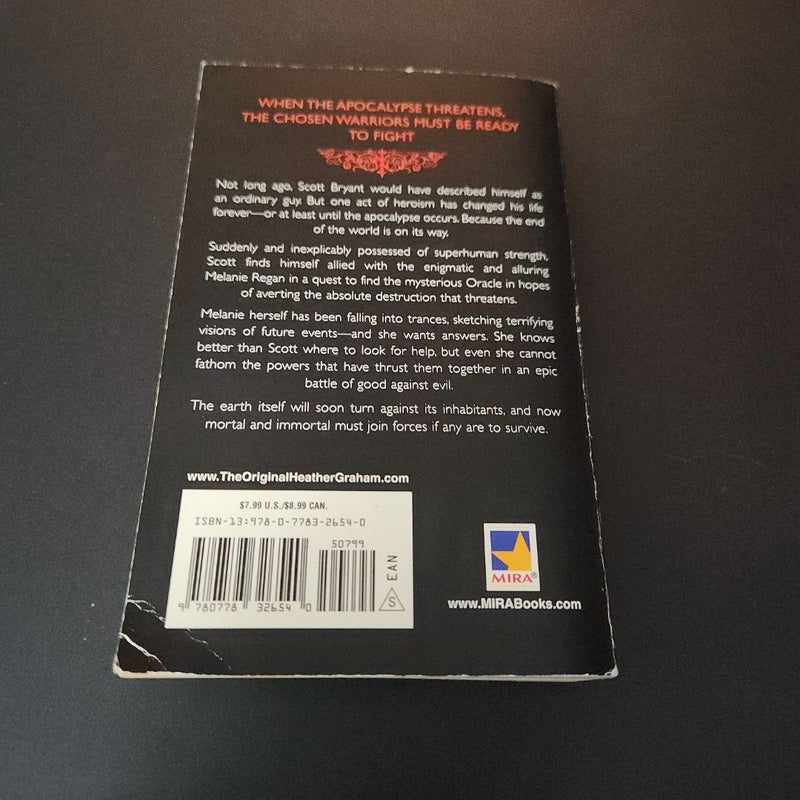 WHEN THE APOCALYPSE THREATENS,
THE CHOSEN WARRIORS MUST BE READY
TO FIGHT
Not long ago, Scott Bryant would have described himself as
an ordinary guy. But one act of heroism has changed his life
forever—or at least until the apocalypse occurs. Because the end
of the world is on its way.
Suddenly and inexplicably possessed of superhuman strength,
Scott finds himself allied with the enigmatic and alluring
Melanie Regan in a quest to find the mysterious Oracle in hopes
of averting the absolute destruction that threatens.
Melanie herself has been falling into trances, sketching terrifying
visions of future events—and she wants answers. She knows
better than Scott where to look for help, but even she cannot
fathom the powers that have thrust them together in an epic
battle of good against evil.
The earth itself will soon turn against its inhabitants, and now
mortal and immortal must join forces if any are to survive.
www.TheOriginalHeatherGraham.com
$7.99 U.S./$8.99 CAN.
ISBN-13:978-0-7783-2654-0
50799
EAN
S
9 780778 326540
MIRA®
www.MIRABooks.com